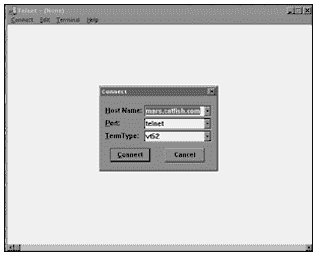 Telnet - (None)
Connect Edit Terminal Help
Connect
Host Name: mars.catfish.com
Port: telnet
TermType: vt52
Connect Cancel